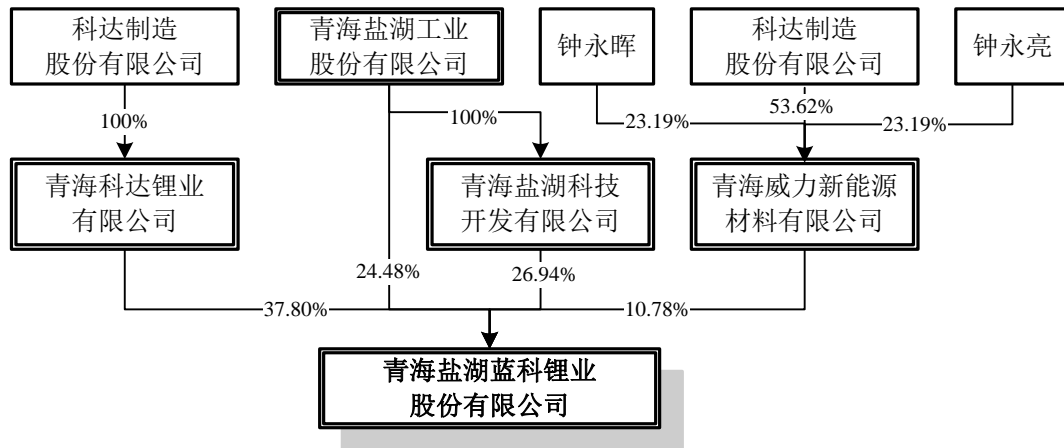 科达制造
股份有限公司
青海盐湖工业
股份有限公司
钟永晖
科达制造
股份有限公司
钟永亮
100%
100%
23.19%
53.62%
23.19%
青海科达锂业
有限公司
青海盐湖科技
开发有限公司
青海威力新能源
材料有限公司
24.48%
26.94%
37.80%
10.78%
青海盐湖蓝科锂业
股份有限公司